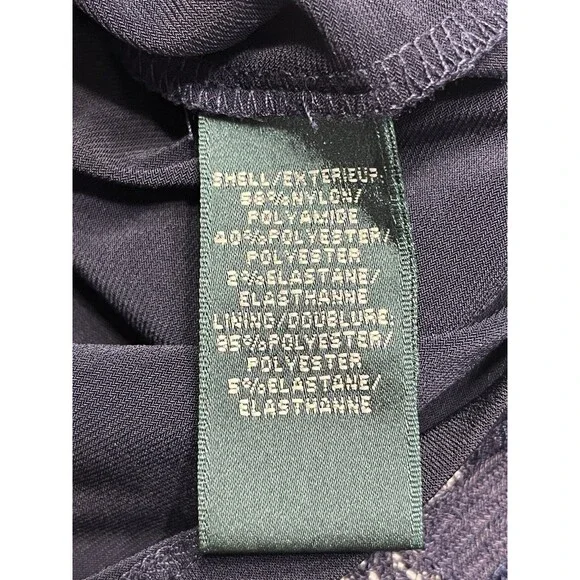 SHELL/EXTERIEUR:
58%NYLON/
POLYAMIDE
40%POLYESTER/
POLYESTER
2%ELASTANE/
ELASTHANNE
LINING/DOUBLURE:
95%POLYESTER/
POLYESTER
5%ELASTANE/
ELASTHANNE